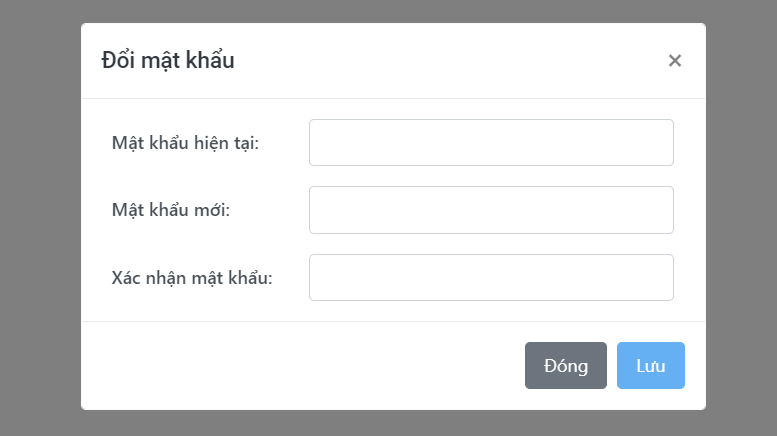 Đổi mật khẩu
×
Mật khẩu hiện tại:
Mật khẩu mới:
Xác nhận mật khẩu:
Đóng Lưu